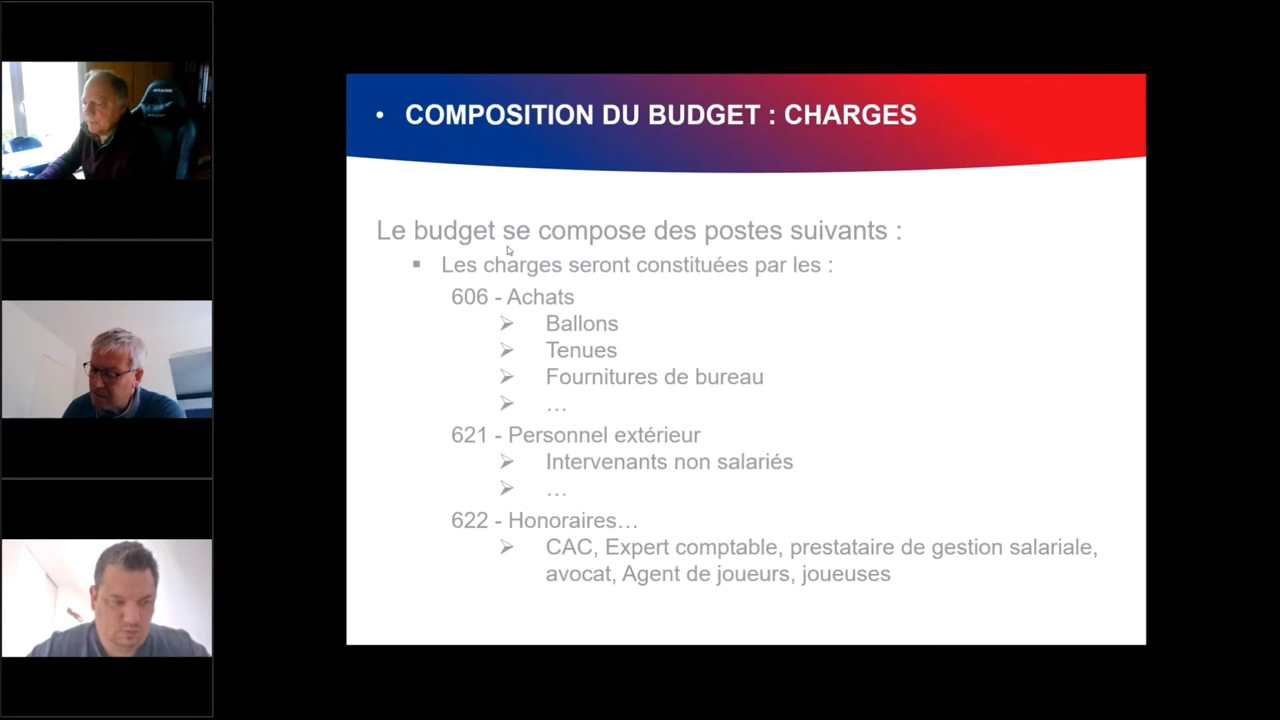 • COMPOSITION DU BUDGET : CHARGES
Le budget se compose des postes suivants :
▪ Les charges seront constituées par les :
606 - Achats
➢ Ballons
➢ Tenues
➢ Fournitures de bureau
➢ …
621 - Personnel extérieur
➢ Intervenants non salariés
➢ …
622 - Honoraires…
➢ CAC, Expert comptable, prestataire de gestion salariale,
avocat, Agent de joueurs, joueuses